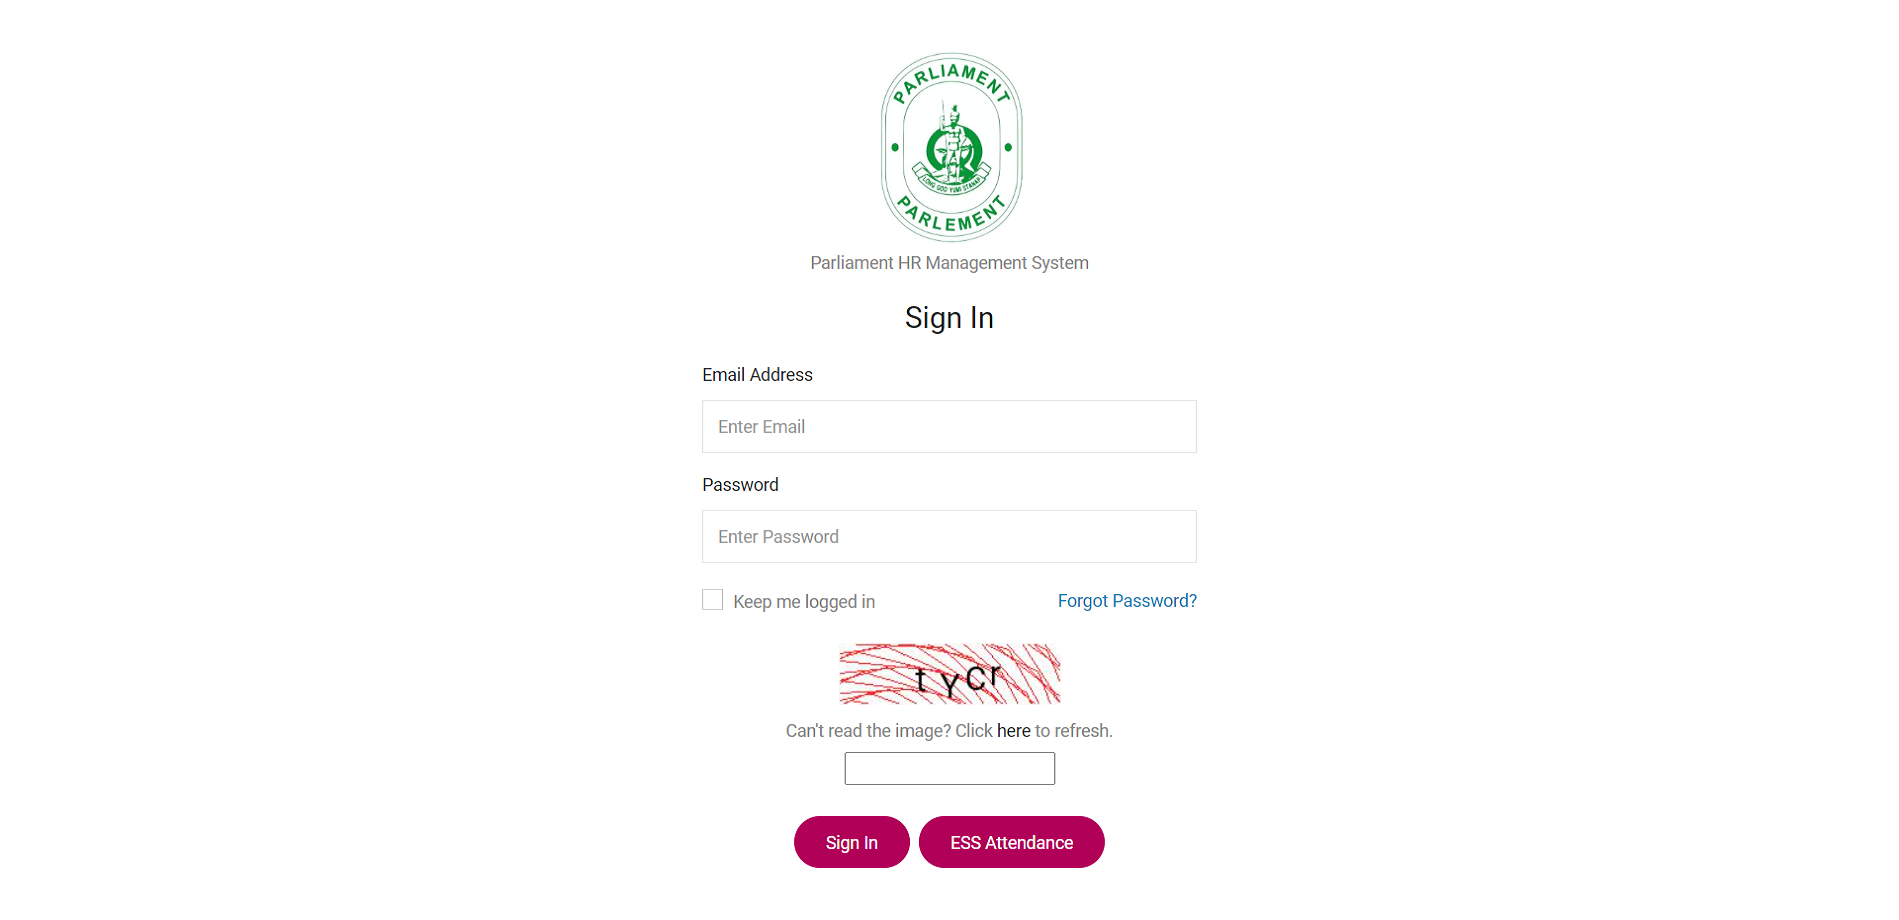 PARLIAMENT
LONG GOD YUMI STANAP
PARLEMENT
Parliament HR Management System
Sign In
Email Address
Enter Email
Password
Enter Password
Keep me logged in
Forgot Password?
tYCr
Can't read the image? Click here to refresh.
Sign In
ESS Attendance